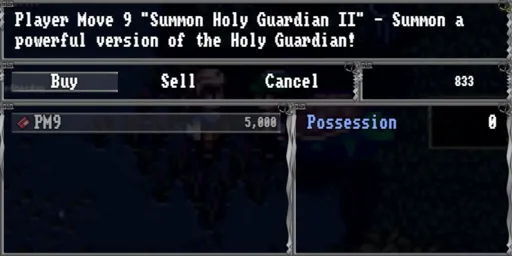 Player Move 9 "Summon Holy Guardian II" - Summon a
powerful version of the Holy Guardian!
Buy Sell Cancel 833
PM9 5,000
Possession 0